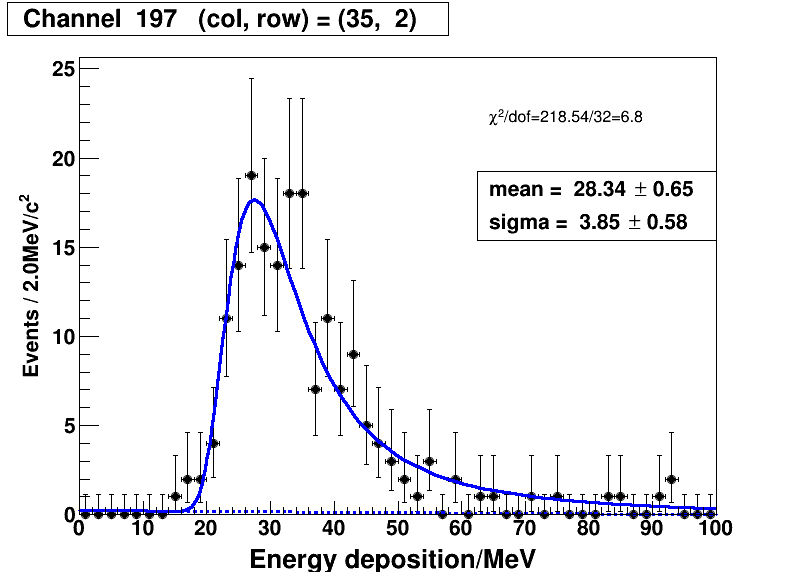 Channel 197 (col, row) = (35, 2)
χ²/dof=218.54/32=6.8
mean = 28.34 ± 0.65
sigma = 3.85 ± 0.58
Events / 2.0MeV/c²
25
20
15
10
5
0
0 10 20 30 40 50 60 70 80 90 100
Energy deposition/MeV